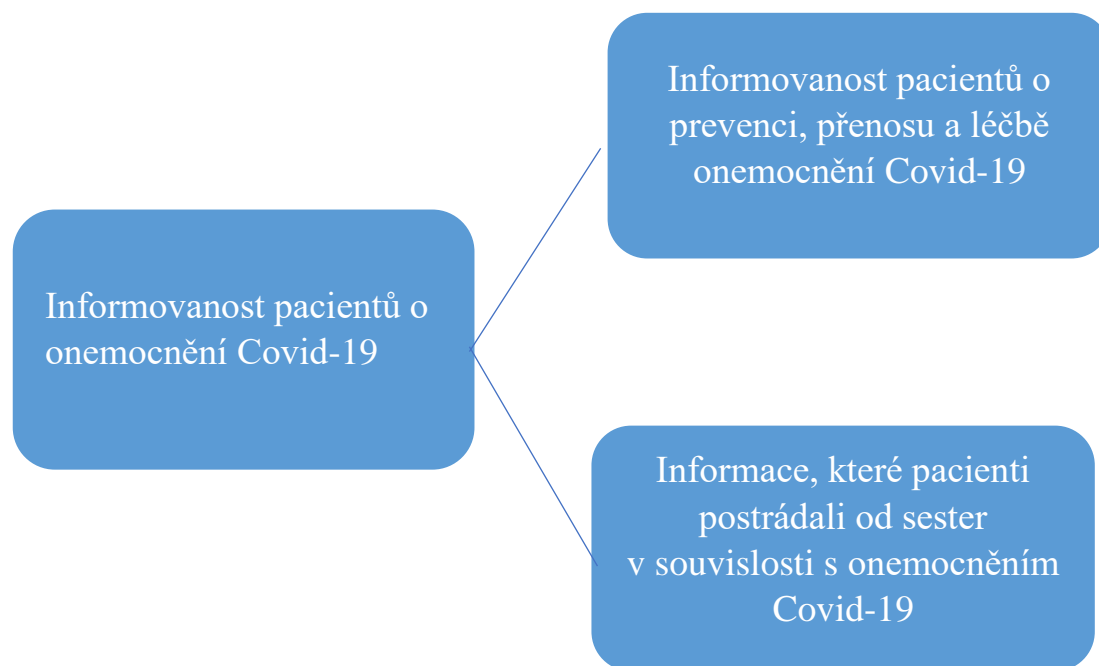 Informovanost pacientů o
prevenci, přenosu a léčbě
onemocnění Covid-19
Informovanost pacientů o
onemocnění Covid-19
Informace, které pacienti
postrádali od sester
v souvislosti s onemocněním
Covid-19